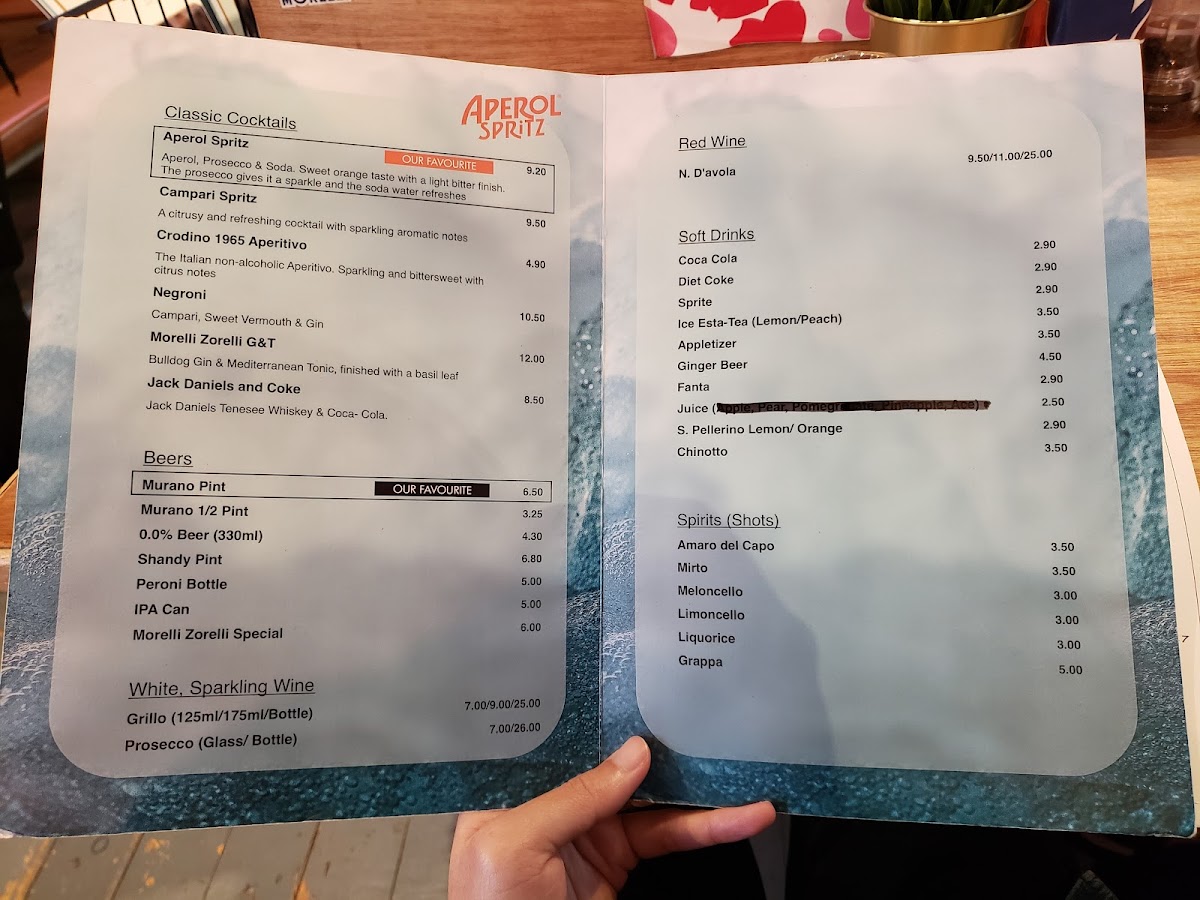 Classic Cocktails
APEROL SPRITZ
Aperol Spritz
OUR FAVOURITE
9.20
Aperol, Prosecco & Soda. Sweet orange taste with a light bitter finish.
The prosecco gives it a sparkle and the soda water refreshes
Campari Spritz
9.50
A citrusy and refreshing cocktail with sparkling aromatic notes
Crodino 1965 Aperitivo
4.90
The Italian non-alcoholic Aperitivo. Sparkling and bittersweet with
citrus notes
Negroni
10.50
Campari, Sweet Vermouth & Gin
Morelli Zorelli G&T
12.00
Bulldog Gin & Mediterranean Tonic, finished with a basil leaf
Jack Daniels and Coke
8.50
Jack Daniels Tenesee Whiskey & Coca- Cola.
Beers
Murano Pint OUR FAVOURITE 6.50
Murano 1/2 Pint 3.25
0.0% Beer (330ml) 4.30
Shandy Pint 6.80
Peroni Bottle 5.00
IPA Can 5.00
Morelli Zorelli Special 6.00
White, Sparkling Wine
Grillo (125ml/175ml/Bottle) 7.00/9.00/25.00
Prosecco (Glass/ Bottle) 7.00/26.00
Red Wine
N. D'avola 9.50/11.00/25.00
Soft Drinks
Coca Cola 2.90
Diet Coke 2.90
Sprite 2.90
Ice Esta-Tea (Lemon/Peach) 3.50
Appletizer 3.50
Ginger Beer 4.50
Fanta 2.90
Juice (Apple, Pear, Pomegranate, Pineapple, Ace) 2.50
S. Pellerino Lemon/ Orange 2.90
Chinotto 3.50
Spirits (Shots)
Amaro del Capo 3.50
Mirto 3.50
Meloncello 3.00
Limoncello 3.00
Liquorice 3.00
Grappa 5.00
7